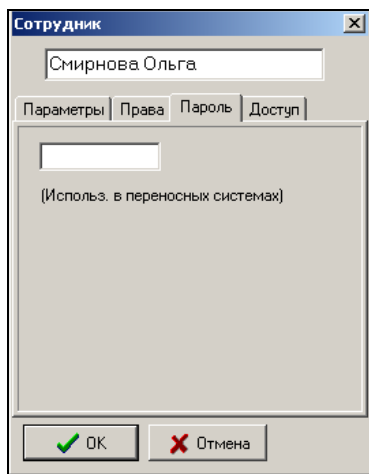 Сотрудник
Смирнова Ольга
Параметры Права Пароль Доступ
(Использ. в переносных системах)
OK Отмена